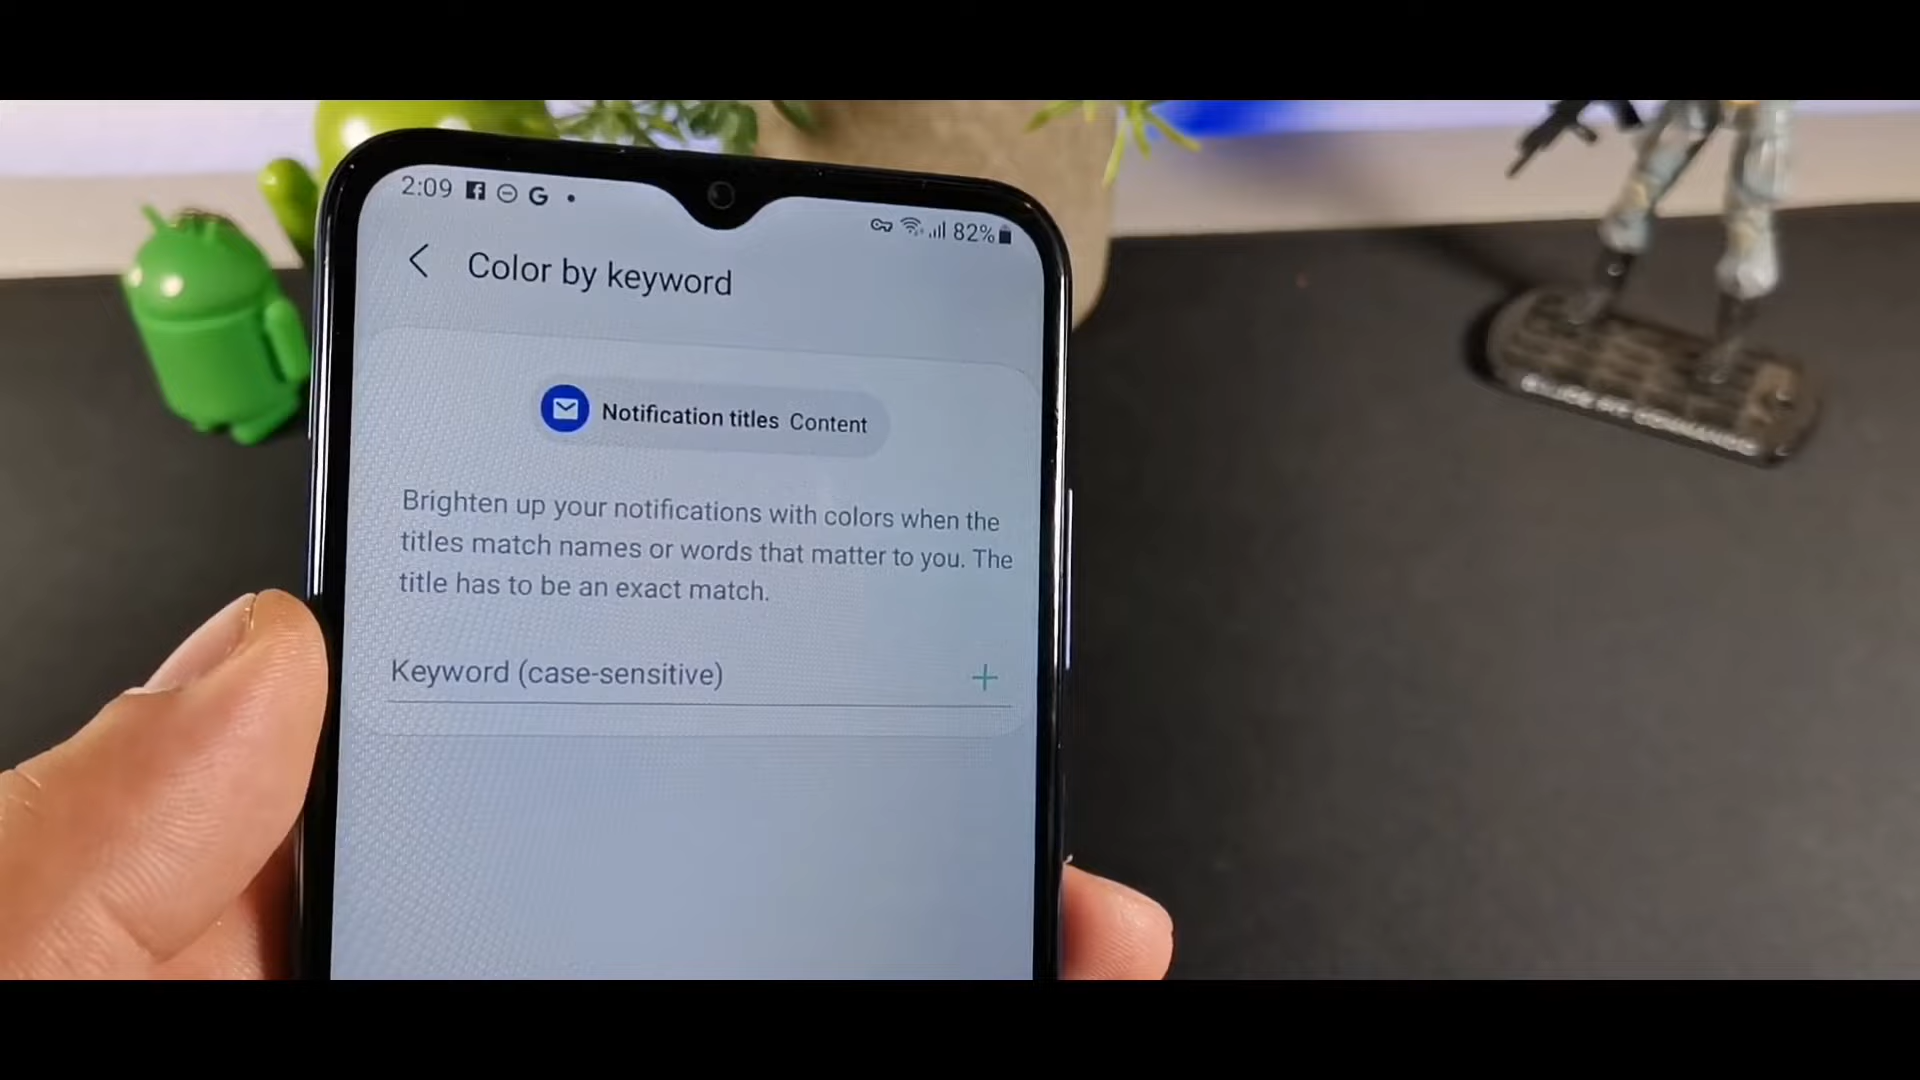 2:09
82%
Color by keyword
Notification titles Content
Brighten up your notifications with colors when the
titles match names or words that matter to you. The
title has to be an exact match.
Keyword (case-sensitive)